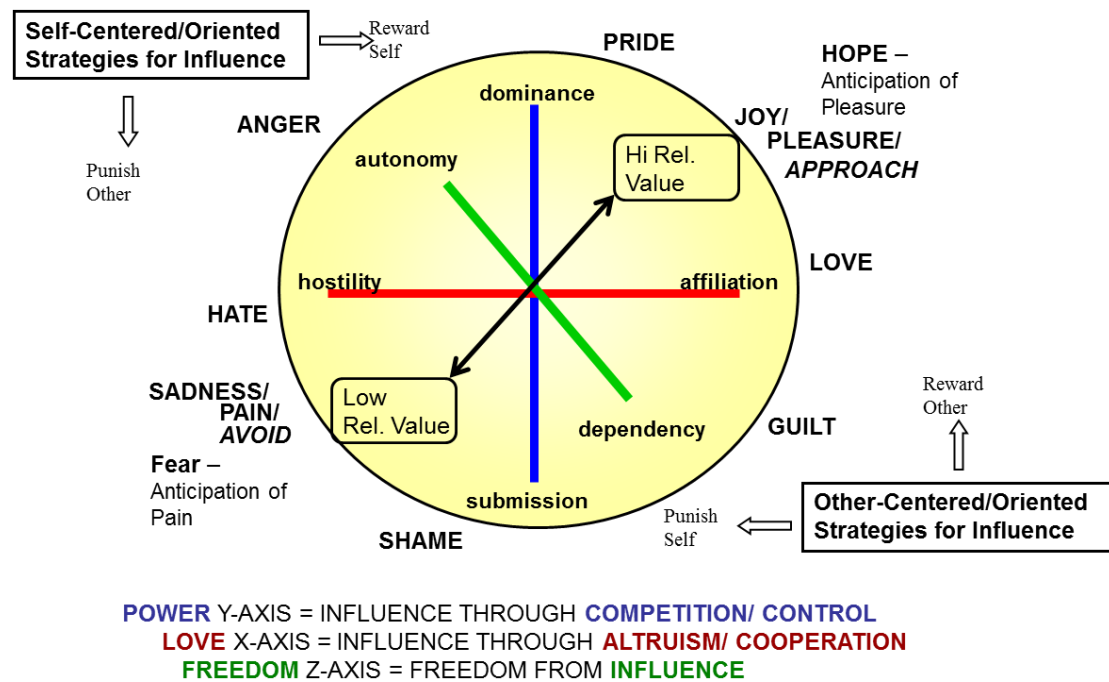 Self-Centered/Oriented
Strategies for Influence
Reward
Self
PRIDE
HOPE –
Anticipation of
Pleasure
dominance
JOY/
PLEASURE/
APPROACH
ANGER
autonomy
Hi Rel.
Value
Punish
Other
hostility
affiliation
LOVE
HATE
SADNESS/
PAIN/
AVOID
Low
Rel. Value
Reward
Other
dependency
GUILT
Fear –
Anticipation of
Pain
submission
SHAME
Punish
Self
Other-Centered/Oriented
Strategies for Influence
POWER Y-AXIS = INFLUENCE THROUGH COMPETITION/ CONTROL
LOVE X-AXIS = INFLUENCE THROUGH ALTRUISM/ COOPERATION
FREEDOM Z-AXIS = FREEDOM FROM INFLUENCE